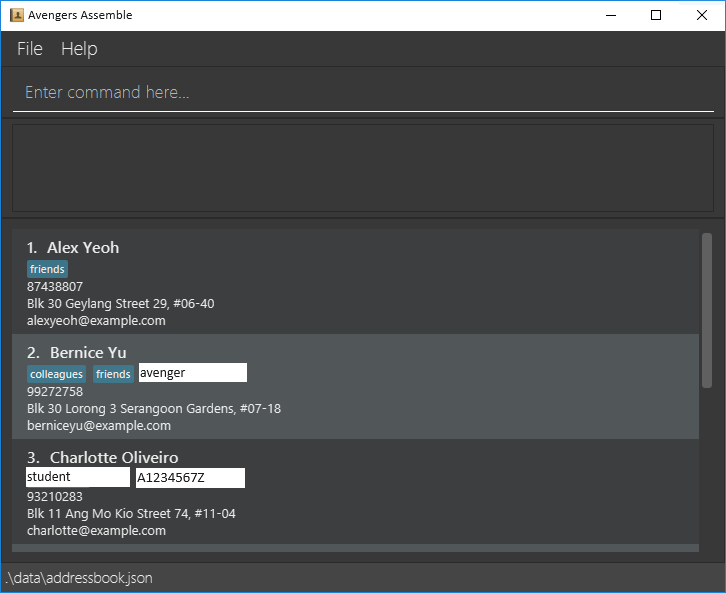 Avengers Assemble
File Help
Enter command here...
1. Alex Yeoh
friends
87438807
Blk 30 Geylang Street 29, #06-40
alexyeoh@example.com
2. Bernice Yu
colleagues friends avenger
99272758
Blk 30 Lorong 3 Serangoon Gardens, #07-18
berniceyu@example.com
3. Charlotte Oliveiro
student A1234567Z
93210283
Blk 11 Ang Mo Kio Street 74, #11-04
charlotte@example.com
.\data\addressbook.json